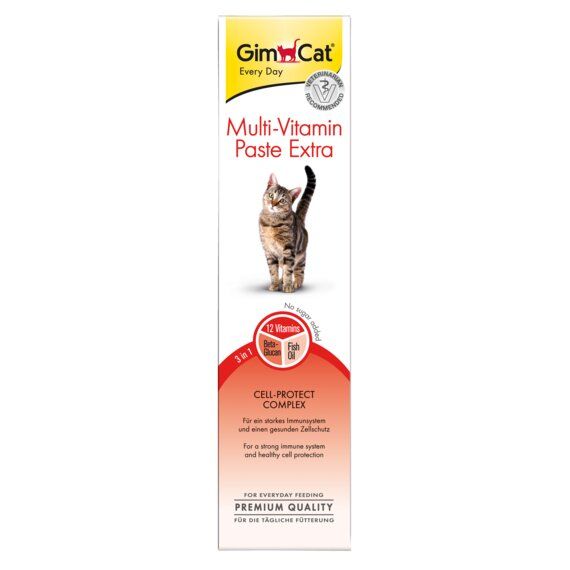 GimCat
Every Day
VETERINARIAN
RECOMMENDED
Multi-Vitamin
Paste Extra
No sugar added
3 in 1
12 Vitamins
Beta-
Glucan
Fish
Oil
CELL-PROTECT
COMPLEX
Für ein starkes Immunsystem
und einen gesunden Zellschutz
For a strong immune system
and healthy cell protection
FOR EVERYDAY FEEDING
PREMIUM QUALITY
FÜR DIE TÄGLICHE FÜTTERUNG